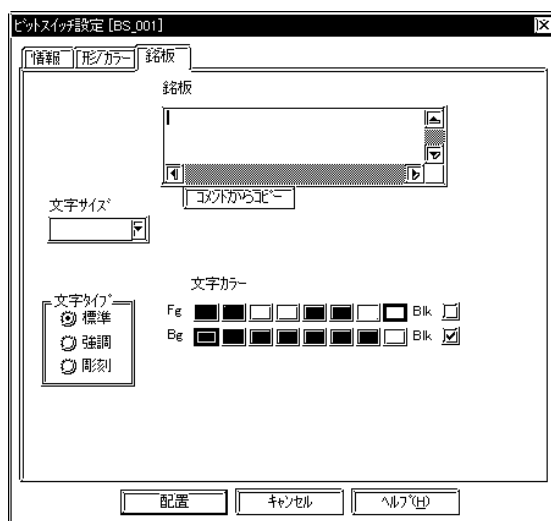 ﾋﾞｯﾄｽｲｯﾁ設定 [BS_001]
情報 形/ｶﾗｰ 銘板
銘板
ｺﾒﾝﾄからｺﾋﾟｰ
文字ｻｲｽﾞ
文字ｶﾗｰ
文字ﾀｲﾌﾟ
標準
強調
彫刻
Fg Blk
Bg Blk
配置 ｷｬﾝｾﾙ ﾍﾙﾌﾟ(H)